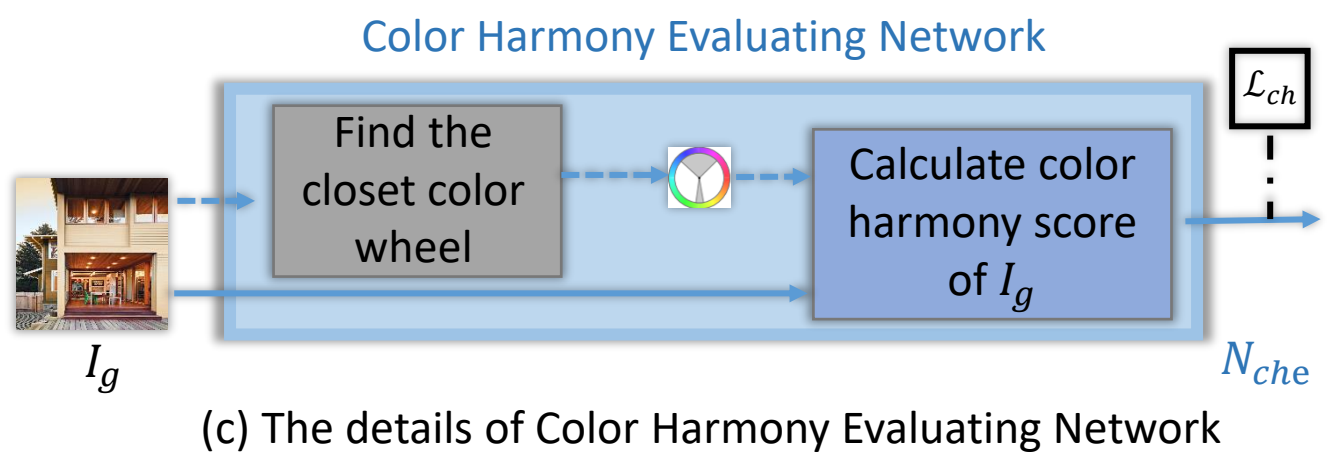 Color Harmony Evaluating Network
Find the
closet color
wheel
Calculate color
harmony score
of I_g
ℒ_ch
I_g
N_che
(c) The details of Color Harmony Evaluating Network